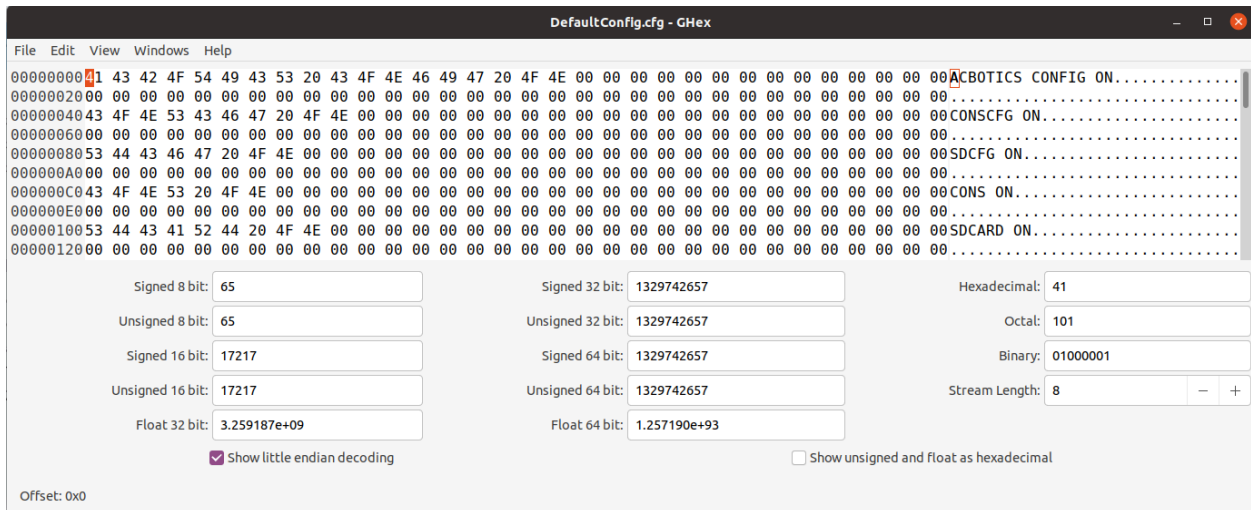 DefaultConfig.cfg - GHex
File Edit View Windows Help
00000000 41 43 42 4F 54 49 43 53 20 43 4F 4E 46 49 47 20 4F 4E 00 00 00 00 00 00 00 00 00 00 00 00 00 00 ACBOTICS CONFIG ON..............
00000020 00 00 00 00 00 00 00 00 00 00 00 00 00 00 00 00 00 00 00 00 00 00 00 00 00 00 00 00 00 00 00 00 ................................
00000040 43 4F 4E 53 43 46 47 20 4F 4E 00 00 00 00 00 00 00 00 00 00 00 00 00 00 00 00 00 00 00 00 00 00 CONSCFG ON......................
00000060 00 00 00 00 00 00 00 00 00 00 00 00 00 00 00 00 00 00 00 00 00 00 00 00 00 00 00 00 00 00 00 00 ................................
00000080 53 44 43 46 47 20 4F 4E 00 00 00 00 00 00 00 00 00 00 00 00 00 00 00 00 00 00 00 00 00 00 00 00 SDCFG ON........................
000000A0 00 00 00 00 00 00 00 00 00 00 00 00 00 00 00 00 00 00 00 00 00 00 00 00 00 00 00 00 00 00 00 00 ................................
000000C0 43 4F 4E 53 20 4F 4E 00 00 00 00 00 00 00 00 00 00 00 00 00 00 00 00 00 00 00 00 00 00 00 00 00 CONS ON.........................
000000E0 00 00 00 00 00 00 00 00 00 00 00 00 00 00 00 00 00 00 00 00 00 00 00 00 00 00 00 00 00 00 00 00 ................................
00000100 53 44 43 41 52 44 20 4F 4E 00 00 00 00 00 00 00 00 00 00 00 00 00 00 00 00 00 00 00 00 00 00 00 SDCARD ON.......................
00000120 00 00 00 00 00 00 00 00 00 00 00 00 00 00 00 00 00 00 00 00 00 00 00 00 00 00 00 00 00 00 00 00 ................................
Signed 8 bit: 65 Signed 32 bit: 1329742657 Hexadecimal: 41
Unsigned 8 bit: 65 Unsigned 32 bit: 1329742657 Octal: 101
Signed 16 bit: 17217 Signed 64 bit: 1329742657 Binary: 01000001
Unsigned 16 bit: 17217 Unsigned 64 bit: 1329742657 Stream Length: 8 − +
Float 32 bit: 3.259187e+09 Float 64 bit: 1.257190e+93
Show little endian decoding Show unsigned and float as hexadecimal
Offset: 0x0